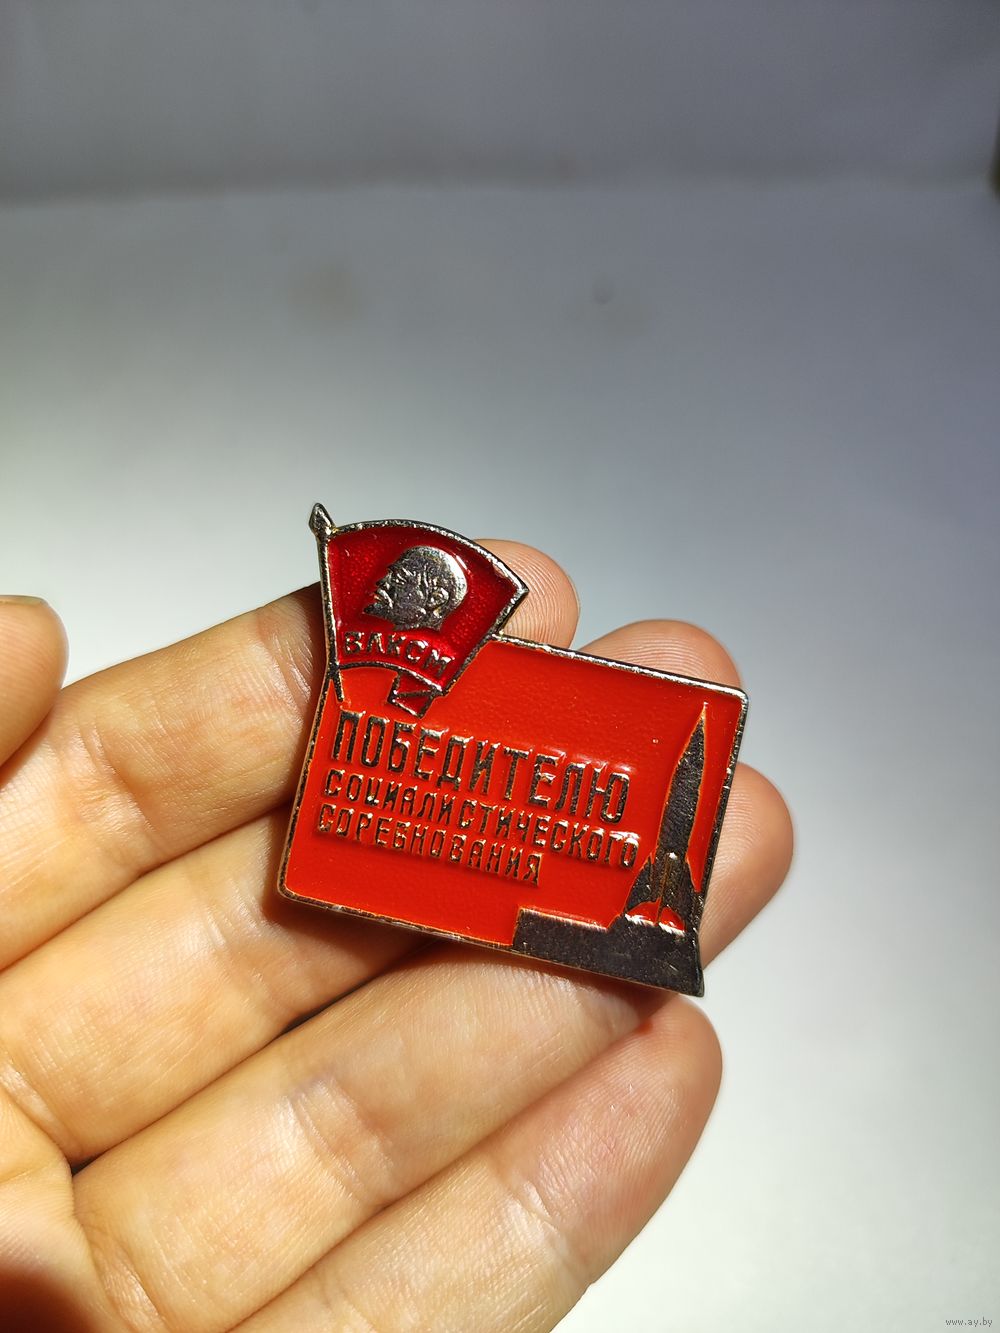 ВЛКСМ
ПОБЕДИТЕЛЮ
СОЦИАЛИСТИЧЕСКОГО
СОРЕВНОВАНИЯ
www.ay.by